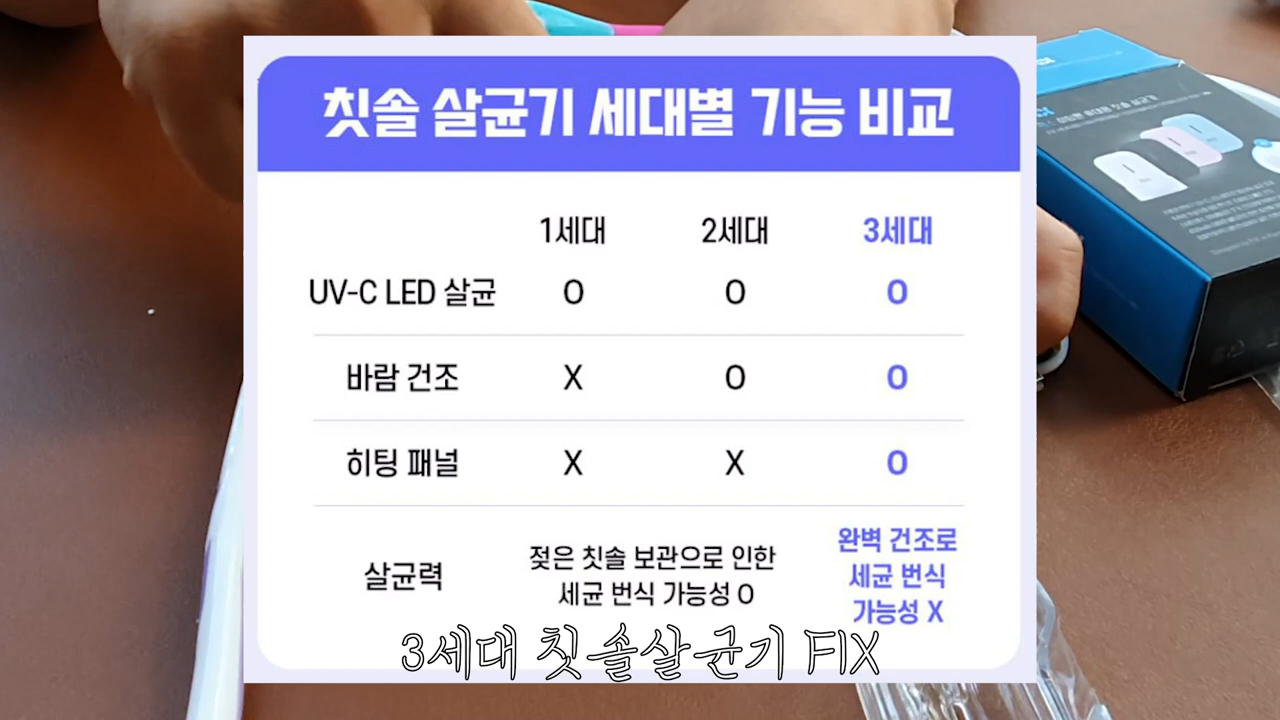 칫솔 살균기 세대별 기능 비교
1세대 2세대 3세대
UV-C LED 살균 O O O
바람 건조 X O O
히팅 패널 X X O
살균력
젖은 칫솔 보관으로 인한
세균 번식 가능성 O
완벽 건조로
세균 번식
가능성 X
3세대 칫솔살균기 FIX